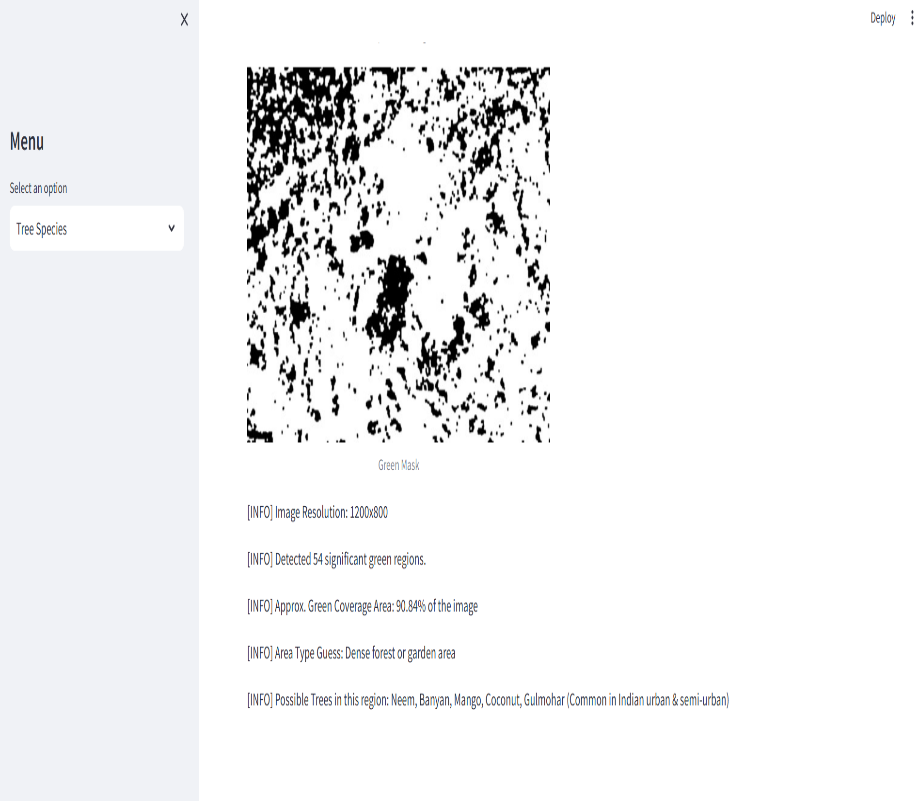 Deploy
Menu
Select an option
Tree Species
Green Mask
[INFO] Image Resolution: 1200x800
[INFO] Detected 54 significant green regions.
[INFO] Approx. Green Coverage Area: 90.84% of the image
[INFO] Area Type Guess: Dense forest or garden area
[INFO] Possible Trees in this region: Neem, Banyan, Mango, Coconut, Gulmohar (Common in Indian urban & semi-urban)